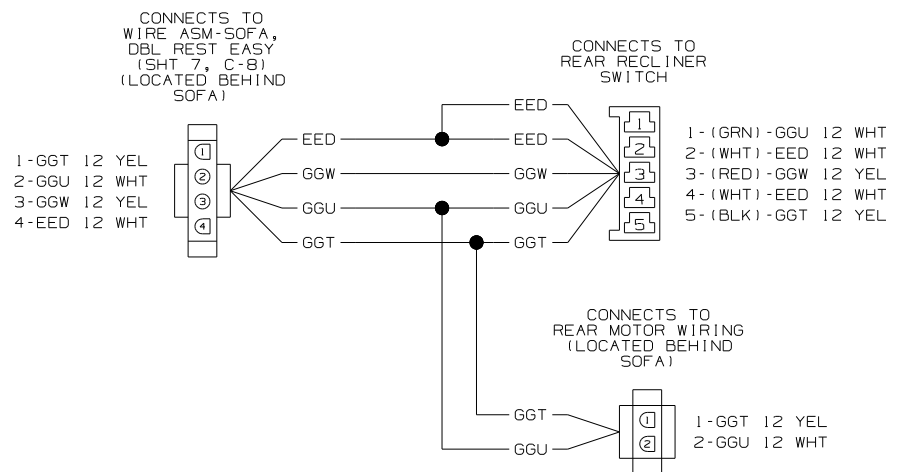 CONNECTS TO
WIRE ASM-SOFA,
DBL REST EASY
(SHT 7, C-8)
(LOCATED BEHIND
SOFA)
1-GGT 12 YEL
2-GGU 12 WHT
3-GGW 12 YEL
4-EED 12 WHT
1
2
3
4
EED
GGW
GGU
GGT
EED
EED
GGW
GGU
GGT
CONNECTS TO
REAR RECLINER
SWITCH
1
2
3
4
5
1-(GRN)-GGU 12 WHT
2-(WHT)-EED 12 WHT
3-(RED)-GGW 12 YEL
4-(WHT)-EED 12 WHT
5-(BLK)-GGT 12 YEL
CONNECTS TO
REAR MOTOR WIRING
(LOCATED BEHIND
SOFA)
GGT
GGU
1
2
1-GGT 12 YEL
2-GGU 12 WHT